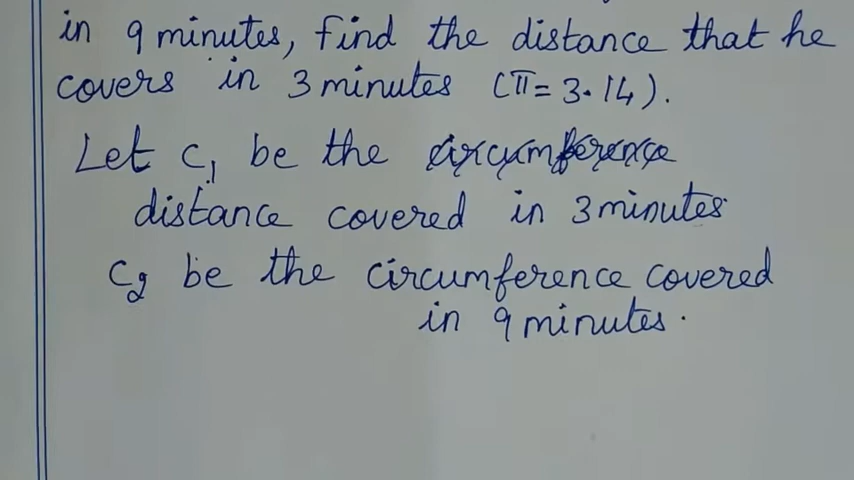 in 9 minutes, find the distance that he
covers in 3 minutes (π = 3.14).
Let C₁ be the circumference
distance covered in 3 minutes
C₂ be the circumference covered
in 9 minutes.